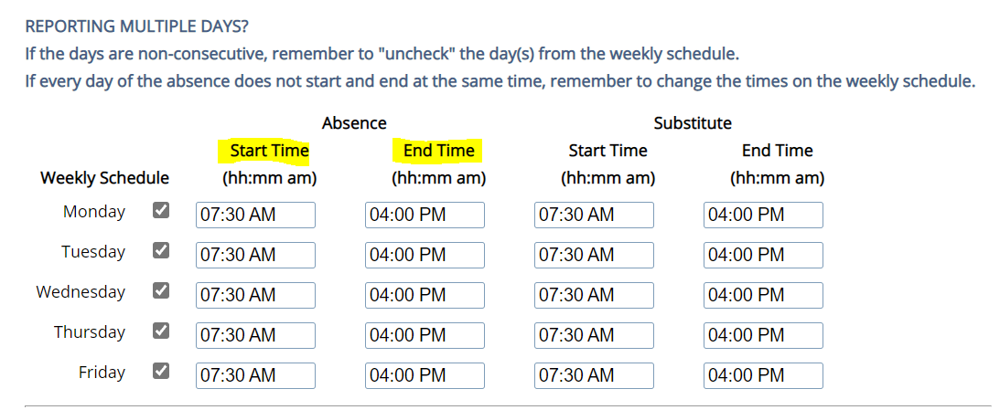 REPORTING MULTIPLE DAYS?
If the days are non-consecutive, remember to "uncheck" the day(s) from the weekly schedule.
If every day of the absence does not start and end at the same time, remember to change the times on the weekly schedule.
Absence Substitute
Start Time End Time Start Time End Time
Weekly Schedule (hh:mm am) (hh:mm am) (hh:mm am) (hh:mm am)
Monday 07:30 AM 04:00 PM 07:30 AM 04:00 PM
Tuesday 07:30 AM 04:00 PM 07:30 AM 04:00 PM
Wednesday 07:30 AM 04:00 PM 07:30 AM 04:00 PM
Thursday 07:30 AM 04:00 PM 07:30 AM 04:00 PM
Friday 07:30 AM 04:00 PM 07:30 AM 04:00 PM